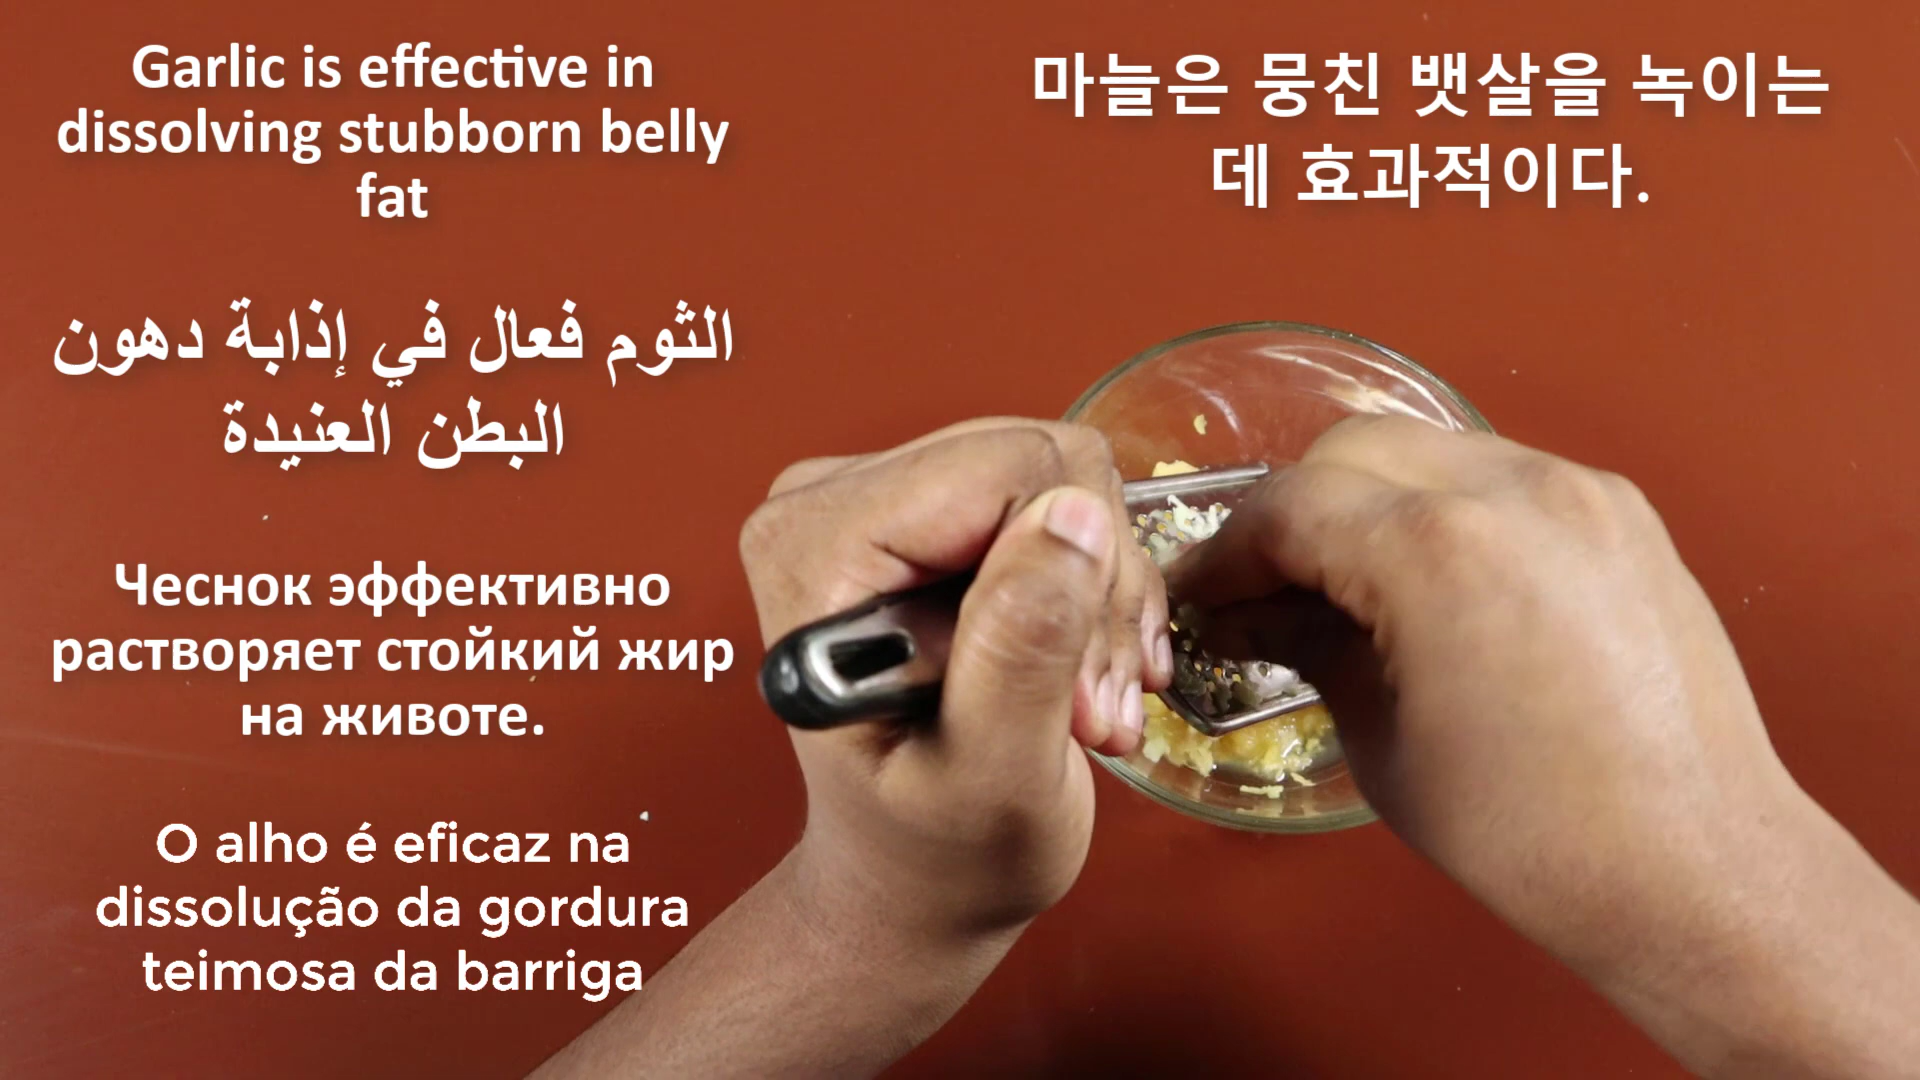 Garlic is effective in
dissolving stubborn belly
fat
الثوم فعال في إذابة دهون
البطن العنيدة
Чеснок эффективно
растворяет стойкий жир
на животе.
O alho é eficaz na
dissolução da gordura
teimosa da barriga
마늘은 뭉친 뱃살을 녹이는
데 효과적이다.